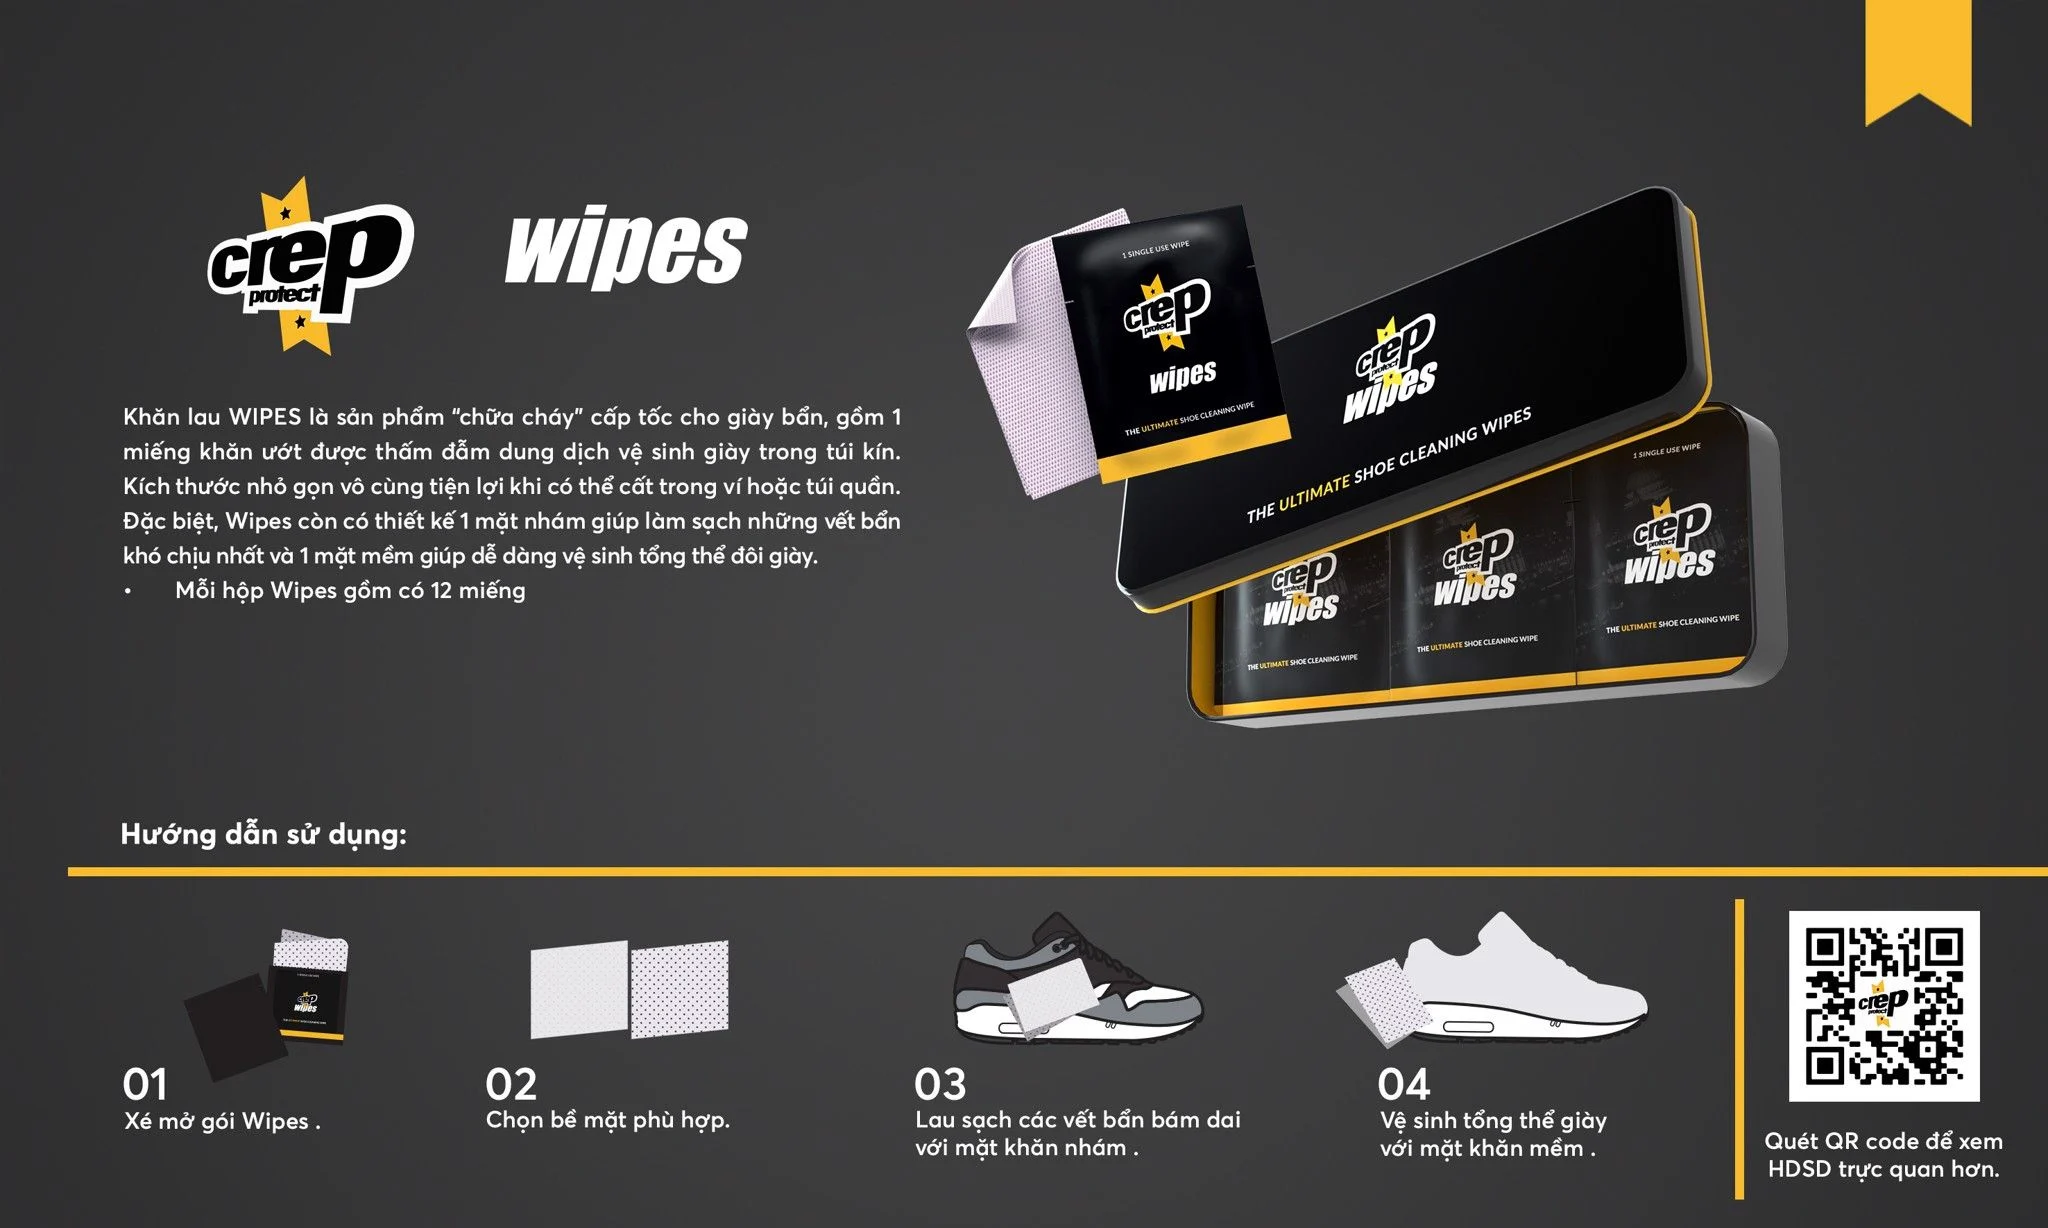 crep
protect
wipes
Khăn lau WIPES là sản phẩm “chữa cháy” cấp tốc cho giày bẩn, gồm 1
miếng khăn ướt được thấm đẫm dung dịch vệ sinh giày trong túi kín.
Kích thước nhỏ gọn vô cùng tiện lợi khi có thể cất trong ví hoặc túi quần.
Đặc biệt, Wipes còn có thiết kế 1 mặt nhám giúp làm sạch những vết bẩn
khó chịu nhất và 1 mặt mềm giúp dễ dàng vệ sinh tổng thể đôi giày.
• Mỗi hộp Wipes gồm có 12 miếng
1 SINGLE USE WIPE
crep
protect
wipes
THE ULTIMATE SHOE CLEANING WIPE
crep
protect
wipes
THE ULTIMATE SHOE CLEANING WIPES
crep
wipes
THE ULTIMATE SHOE CLEANING WIPE
crep
protect
wipes
THE ULTIMATE SHOE CLEANING WIPE
1 SINGLE USE WIPE
crep
protect
wipes
THE ULTIMATE SHOE CLEANING WIPE
Hướng dẫn sử dụng:
crep
wipes
01
Xé mở gói Wipes .
02
Chọn bề mặt phù hợp.
03
Lau sạch các vết bẩn bám dai
với mặt khăn nhám .
04
Vệ sinh tổng thể giày
với mặt khăn mềm .
crep
protect
Quét QR code để xem
HDSD trực quan hơn.